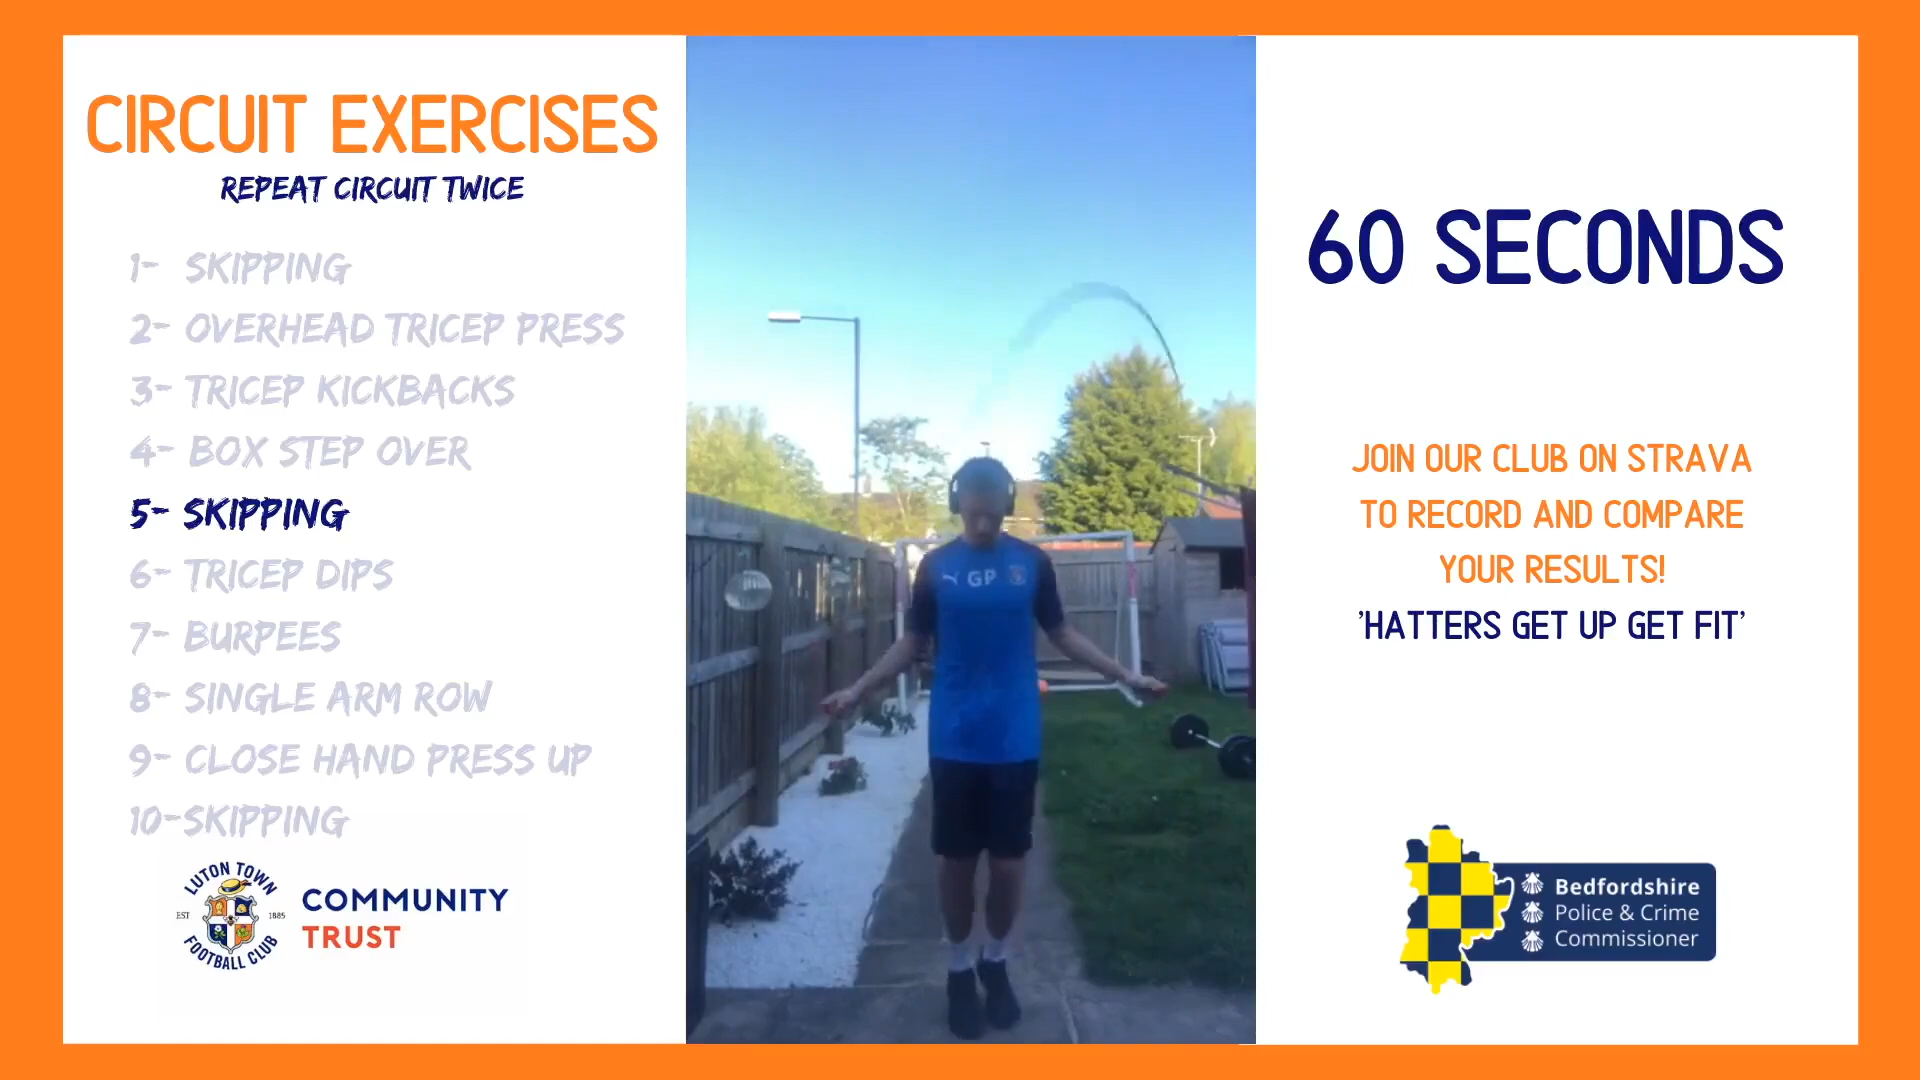 CIRCUIT EXERCISES
REPEAT CIRCUIT TWICE
1- SKIPPING
2- OVERHEAD TRICEP PRESS
3- TRICEP KICKBACKS
4- BOX STEP OVER
5- SKIPPING
6- TRICEP DIPS
7- BURPEES
8- SINGLE ARM ROW
9- CLOSE HAND PRESS UP
10-SKIPPING
LUTON TOWN
EST 1885
FOOTBALL CLUB
COMMUNITY
TRUST
GP
60 SECONDS
JOIN OUR CLUB ON STRAVA
TO RECORD AND COMPARE
YOUR RESULTS!
'HATTERS GET UP GET FIT'
Bedfordshire
Police & Crime
Commissioner